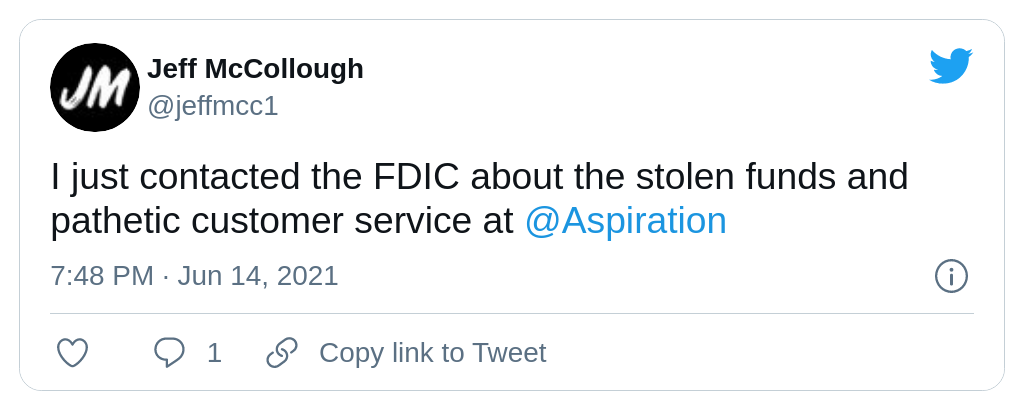 JM
Jeff McCollough
@jeffmcc1
I just contacted the FDIC about the stolen funds and
pathetic customer service at @Aspiration
7:48 PM · Jun 14, 2021
1 Copy link to Tweet